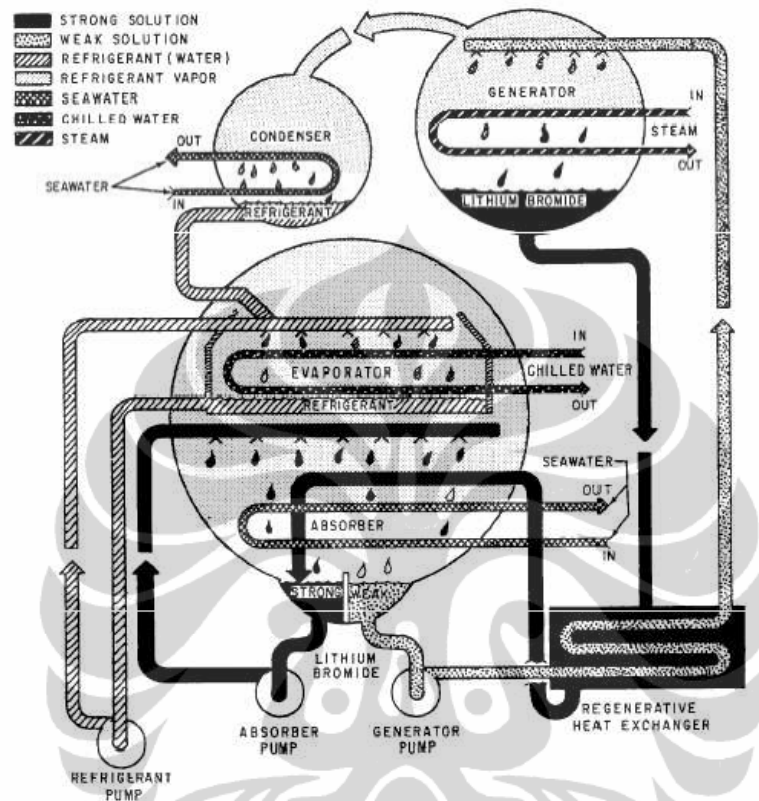 STRONG SOLUTION
WEAK SOLUTION
REFRIGERANT (WATER)
REFRIGERANT VAPOR
SEAWATER
CHILLED WATER
STEAM
GENERATOR
IN
STEAM
OUT
LITHIUM BROMIDE
CONDENSER
OUT
SEAWATER
IN
REFRIGERANT
IN
EVAPORATOR
CHILLED WATER
REFRIGERANT
OUT
SEAWATER
OUT
ABSORBER
IN
STRONG WEAK
LITHIUM
BROMIDE
ABSORBER
PUMP
GENERATOR
PUMP
REGENERATIVE
HEAT EXCHANGER
REFRIGERANT
PUMP